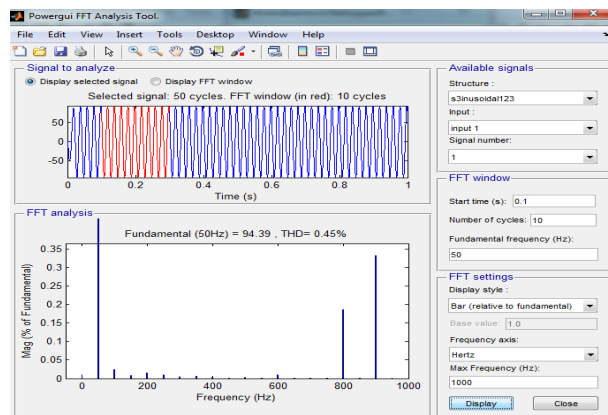 Powergui FFT Analysis Tool.
File Edit View Insert Tools Desktop Window Help
Signal to analyze
Display selected signal Display FFT window
Selected signal: 50 cycles. FFT window (in red): 10 cycles
50
0
-50
0 0.2 0.4 0.6 0.8 1
Time (s)
FFT analysis
Fundamental (50Hz) = 94.39 , THD= 0.45%
0.35
0.3
0.25
0.2
0.15
0.1
0.05
0
Mag (% of Fundamental)
0 200 400 600 800 1000
Frequency (Hz)
Available signals
Structure :
s3inusoidal123
Input :
input 1
Signal number:
1
FFT window
Start time (s): 0.1
Number of cycles: 10
Fundamental frequency (Hz):
50
FFT settings
Display style :
Bar (relative to fundamental)
Base value: 1.0
Frequency axis:
Hertz
Max Frequency (Hz):
1000
Display Close